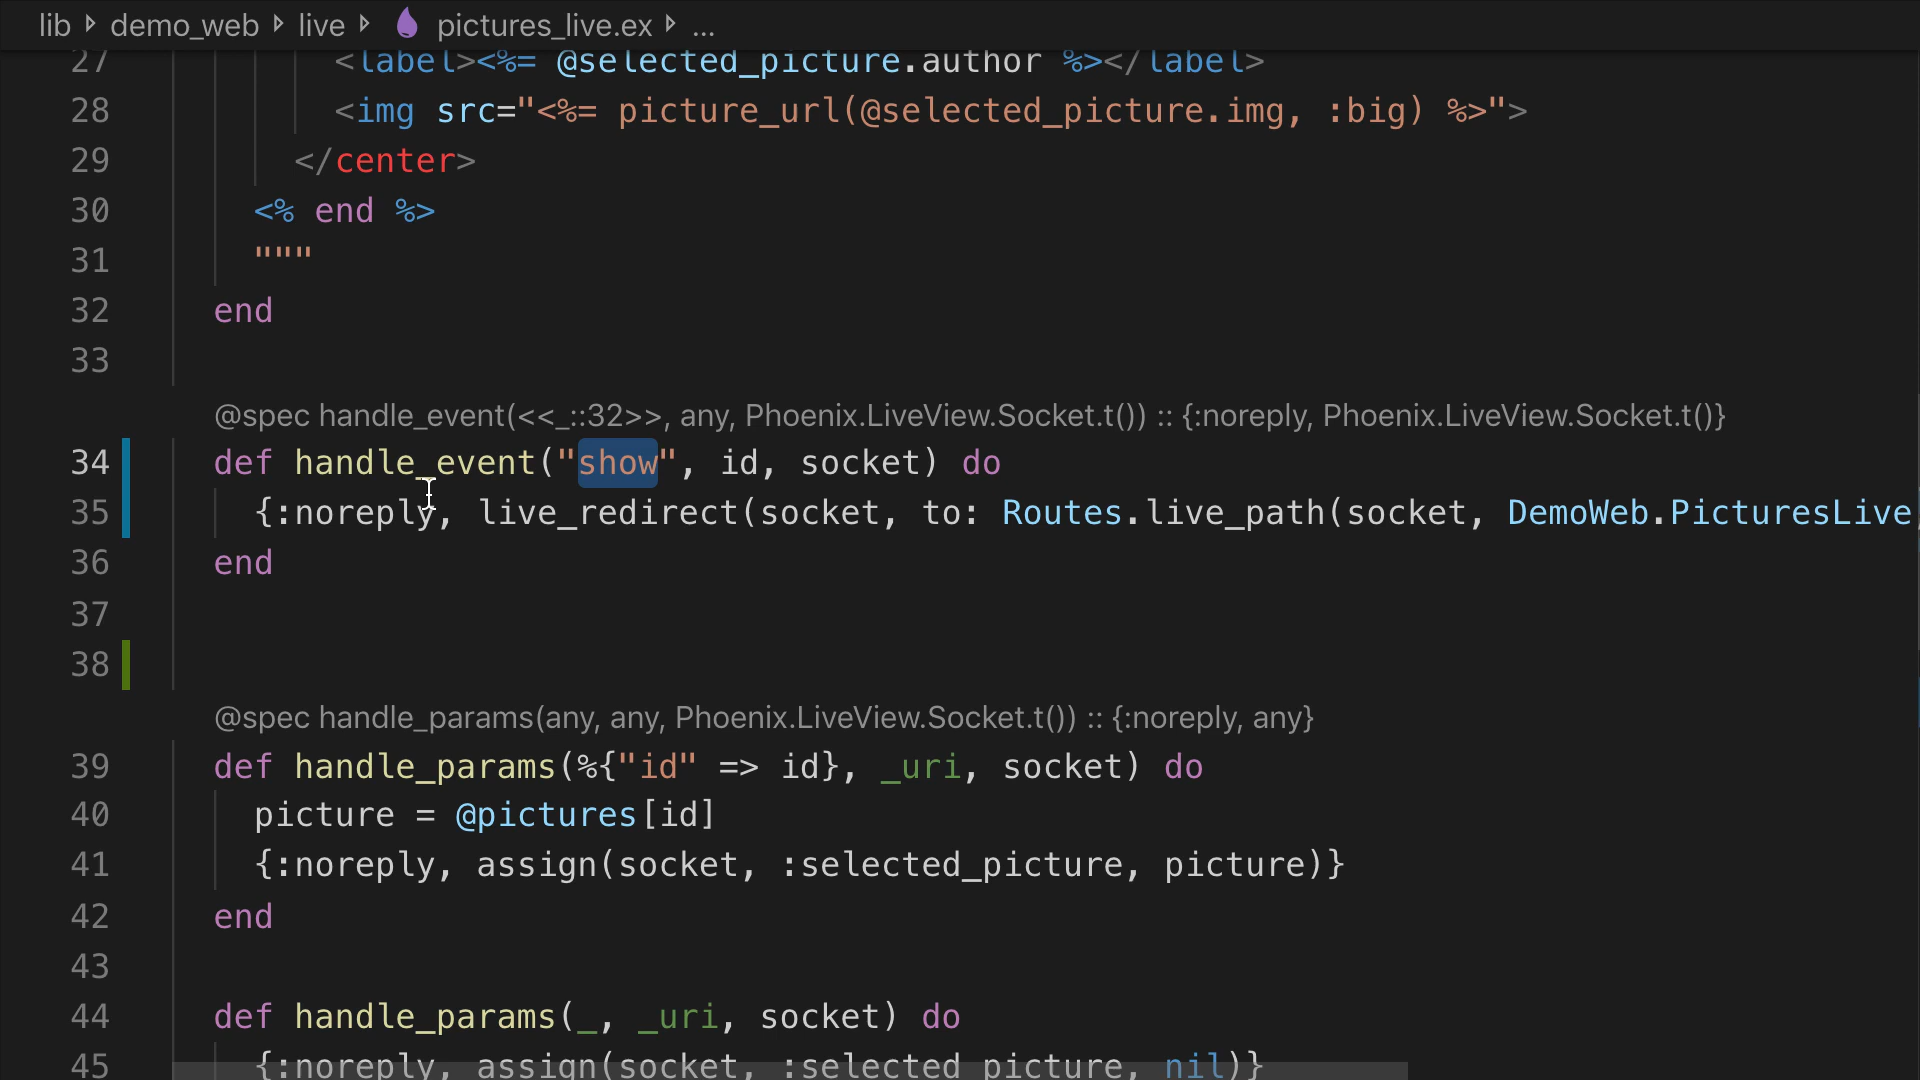 lib demo_web live pictures_live.ex ...
27 <label><%= @selected_picture.author %></label>
28 <img src="<%= picture_url(@selected_picture.img, :big) %>">
29 </center>
30 <% end %>
31 """
32 end
33
@spec handle_event(<<_::32>>, any, Phoenix.LiveView.Socket.t()) :: {:noreply, Phoenix.LiveView.Socket.t()}
34 def handle_event("show", id, socket) do
35 {:noreply, live_redirect(socket, to: Routes.live_path(socket, DemoWeb.PicturesLive
36 end
37
38
@spec handle_params(any, any, Phoenix.LiveView.Socket.t()) :: {:noreply, any}
39 def handle_params(%{"id" => id}, _uri, socket) do
40 picture = @pictures[id]
41 {:noreply, assign(socket, :selected_picture, picture)}
42 end
43
44 def handle_params(_, _uri, socket) do
45 {:noreply, assign(socket, :selected_picture, nil)}